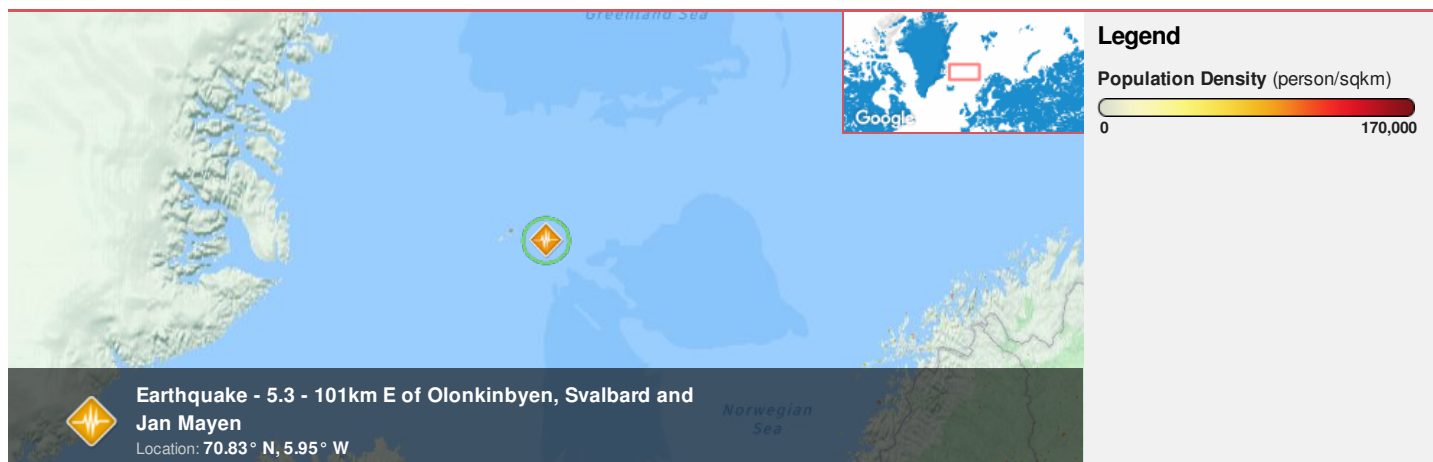 Greenland Sea
Google
Legend
Population Density (person/sqkm)
0 170,000
Earthquake - 5.3 - 101km E of Olonkinbyen, Svalbard and
Jan Mayen
Location: 70.83° N, 5.95° W
Norwegian
Sea